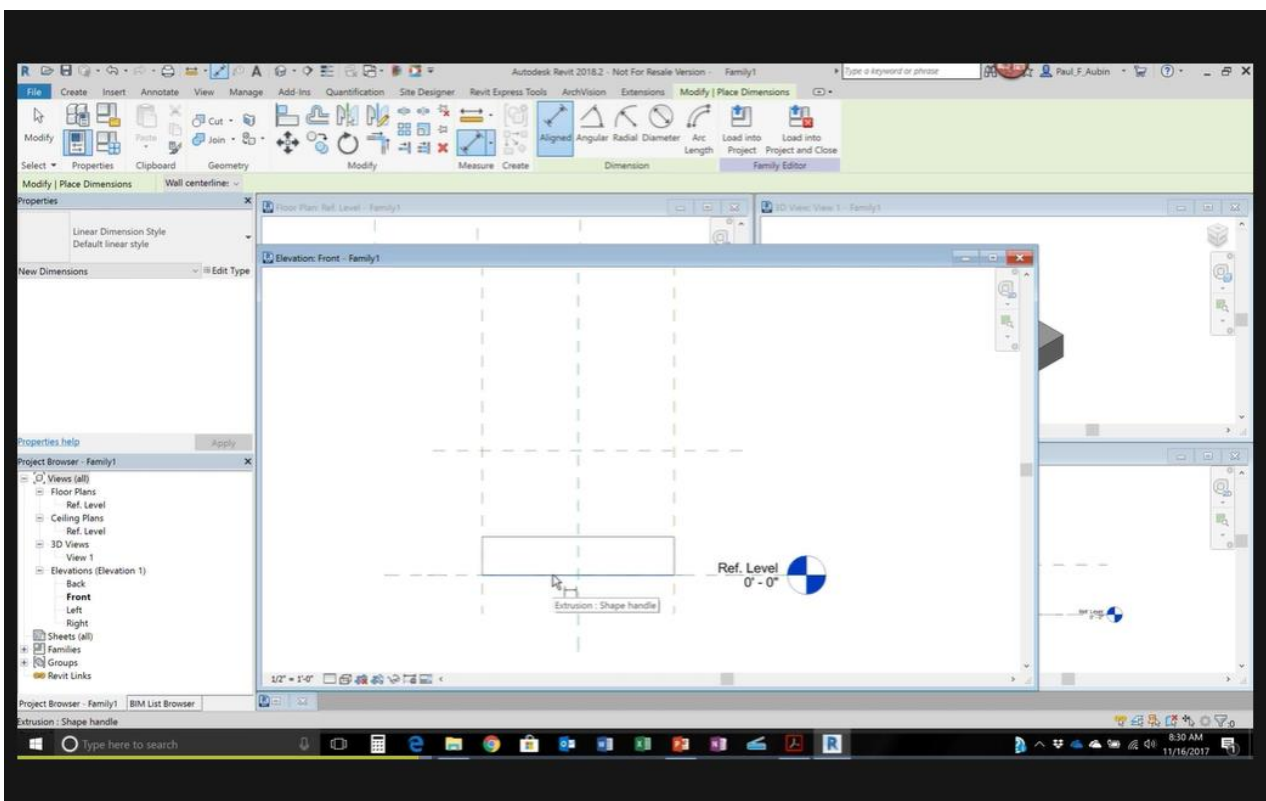 Autodesk Revit 2018.2 - Not For Resale Version - Family1
Type a keyword or phrase
Paul_F_Aubin
File Create Insert Annotate View Manage Add-Ins Quantification Site Designer Revit Express Tools ArchVision Extensions Modify | Place Dimensions
Modify
Paste
Cut
Join
Aligned Angular Radial Diameter Arc Length
Load into Project
Load into Project and Close
Select Properties Clipboard Geometry Modify Measure Create Dimension Family Editor
Modify | Place Dimensions Wall centerline:
Properties
Linear Dimension Style
Default linear style
New Dimensions
Edit Type
Properties help
Apply
Floor Plan: Ref. Level - Family1
3D View: View 1 - Family1
Elevation: Front - Family1
Ref. Level
0' - 0"
Extrusion : Shape handle
1/2" = 1'-0"
Project Browser - Family1
Views (all)
Floor Plans
Ref. Level
Ceiling Plans
Ref. Level
3D Views
View 1
Elevations (Elevation 1)
Back
Front
Left
Right
Sheets (all)
Families
Groups
Revit Links
Project Browser - Family1 BIM List Browser
Extrusion : Shape handle
:0
Type here to search
8:30 AM
11/16/2017